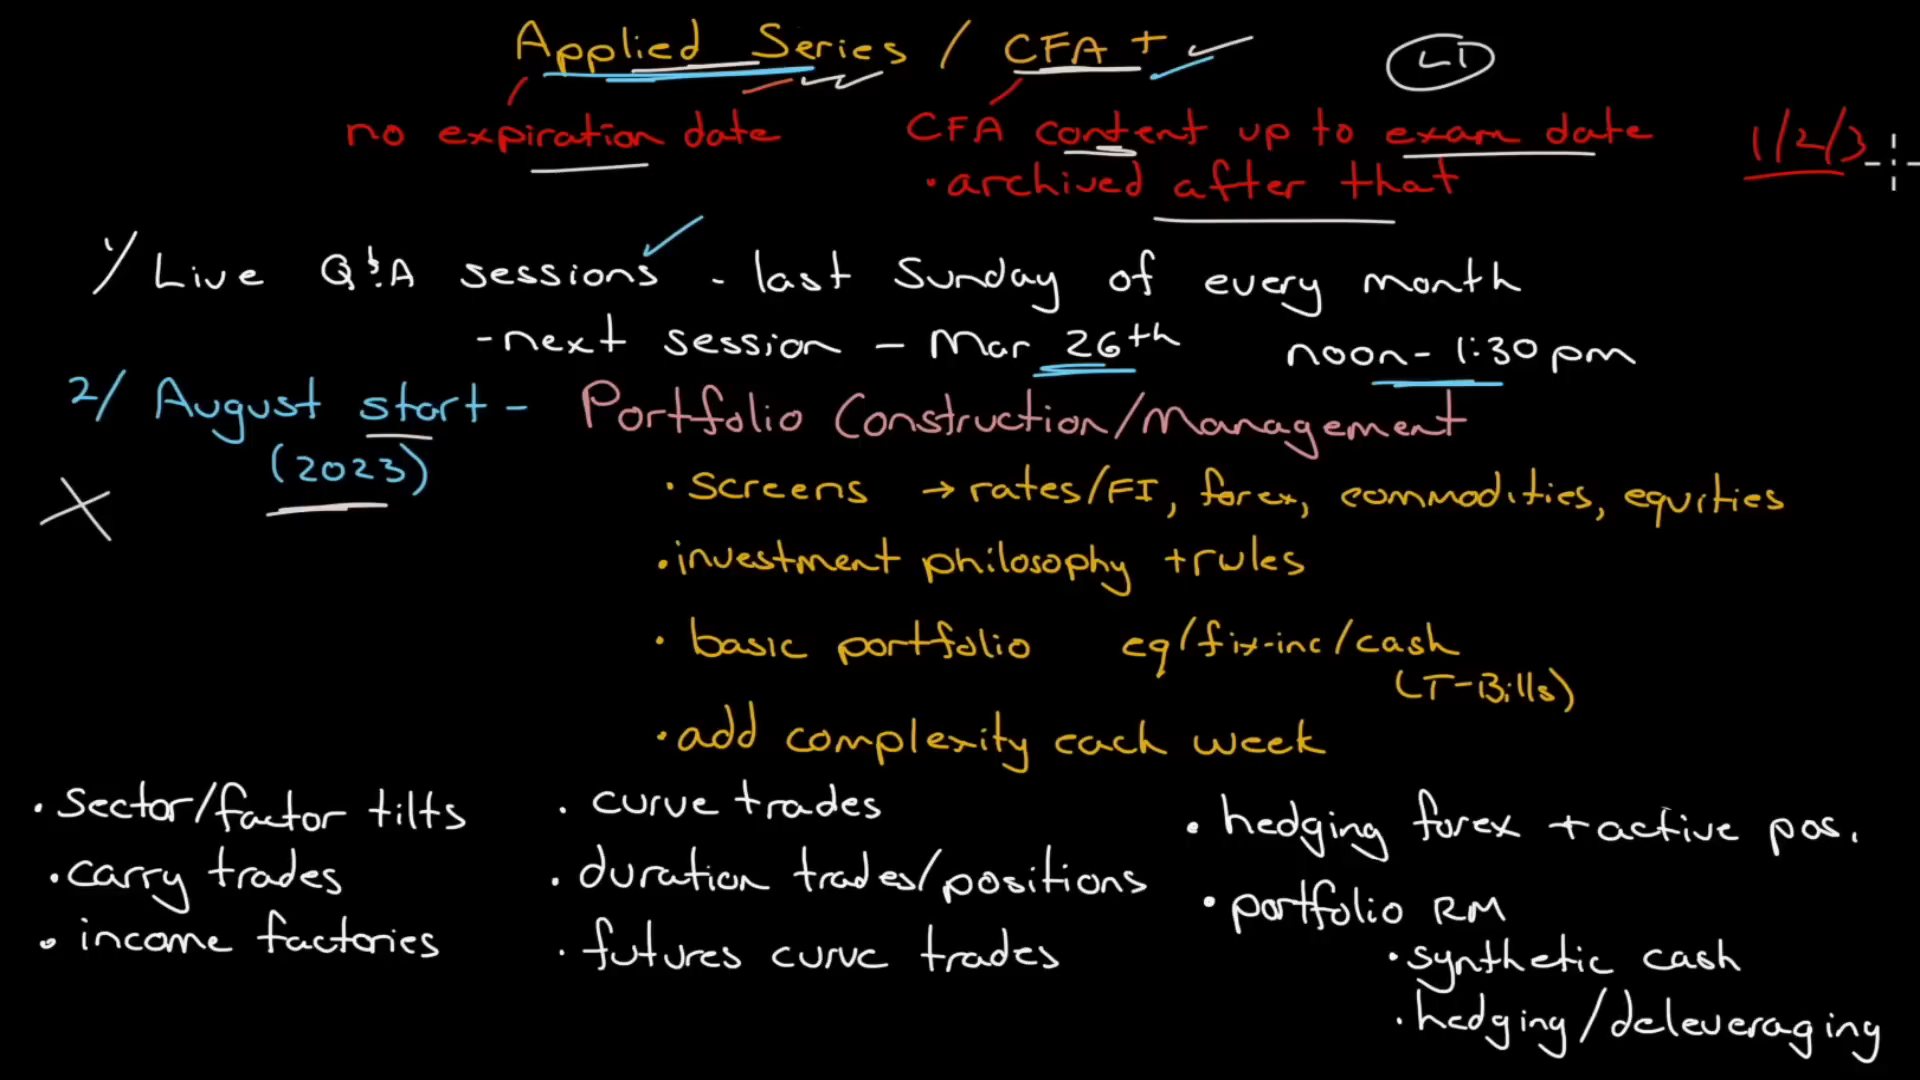 Applied Series / CFA +
LI
no expiration date
CFA content up to exam date
1/2/3
• archived after that
1/ Live Q&A sessions - last Sunday of every month
- next session - Mar 26th noon - 1:30pm
2/ August start - Portfolio Construction/Management
(2023)
• screens → rates/FI, forex, commodities, equities
• investment philosophy + rules
• basic portfolio eq/fix-inc/cash
(T-Bills)
• add complexity each week
• sector/factor tilts
• carry trades
• income factories
• curve trades
• duration trades/positions
• futures curve trades
• hedging forex + active pos.
• portfolio RM
• synthetic cash
• hedging/deleveraging